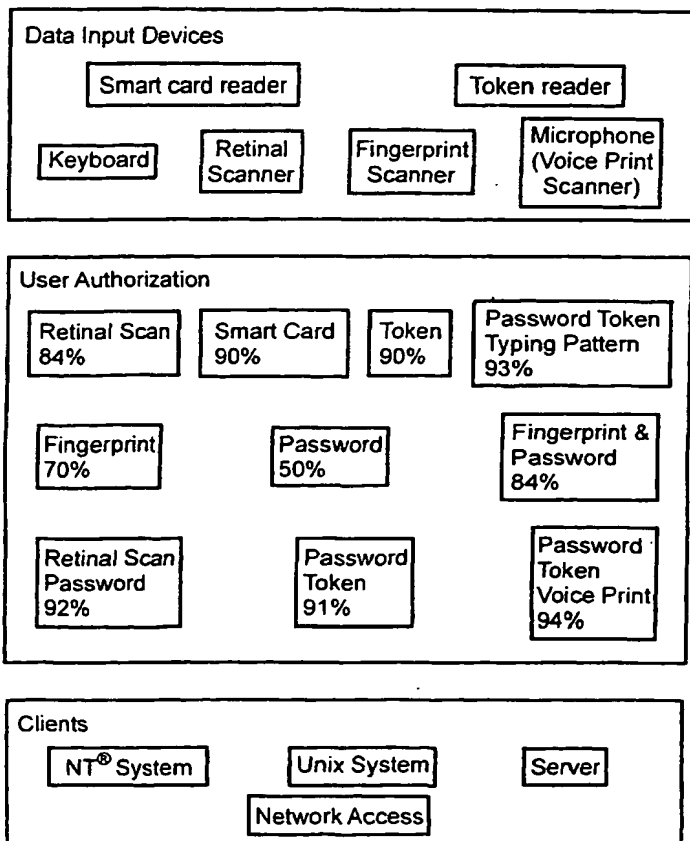 Data Input Devices
Smart card reader
Token reader
Keyboard
Retinal
Scanner
Fingerprint
Scanner
Microphone
(Voice Print
Scanner)
User Authorization
Retinal Scan
84%
Smart Card
90%
Token
90%
Password Token
Typing Pattern
93%
Fingerprint
70%
Password
50%
Fingerprint &
Password
84%
Retinal Scan
Password
92%
Password
Token
91%
Password
Token
Voice Print
94%
Clients
NT® System
Unix System
Server
Network Access